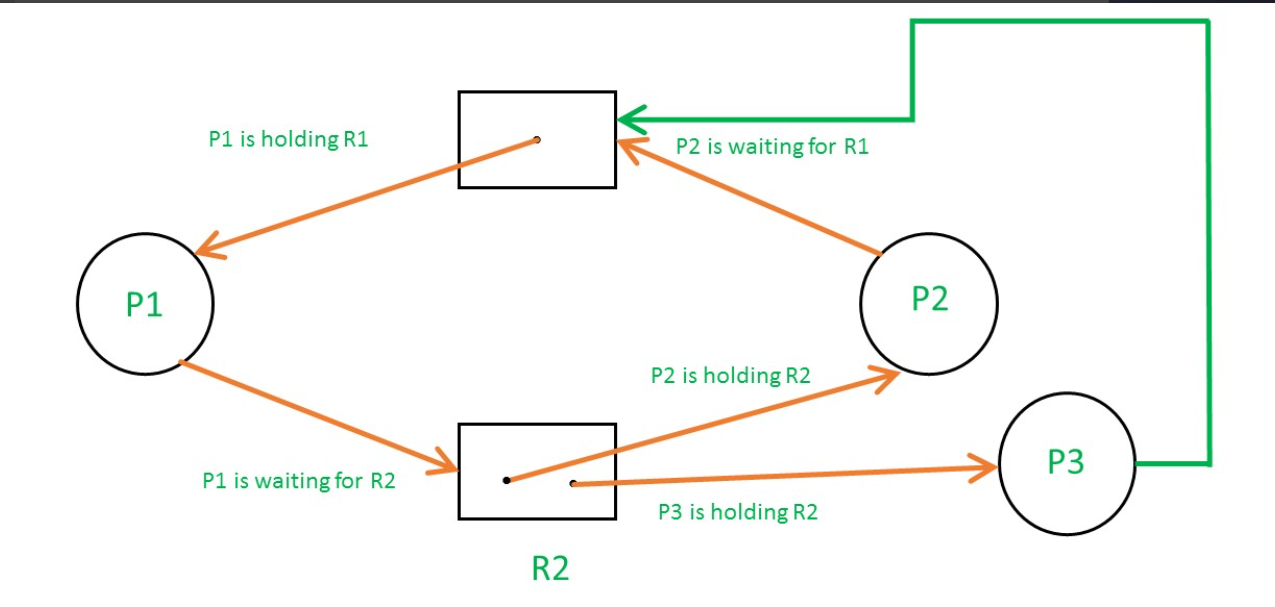 P1 is holding R1
P2 is waiting for R1
P1
P2
P2 is holding R2
P3
P1 is waiting for R2
P3 is holding R2
R2